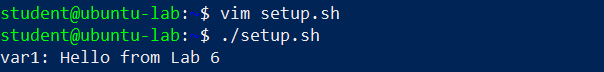 student@ubuntu-lab:~$ vim setup.sh
student@ubuntu-lab:~$ ./setup.sh
var1: Hello from Lab 6